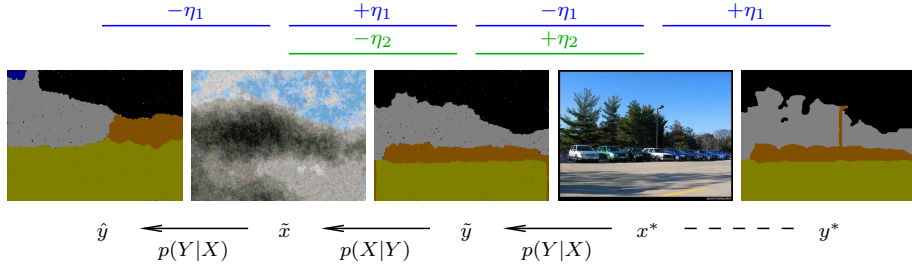 −η₁ +η₁ −η₁ +η₁
−η₂ +η₂
ŷ x̃ ỹ x* y*
p(Y|X) p(X|Y) p(Y|X)